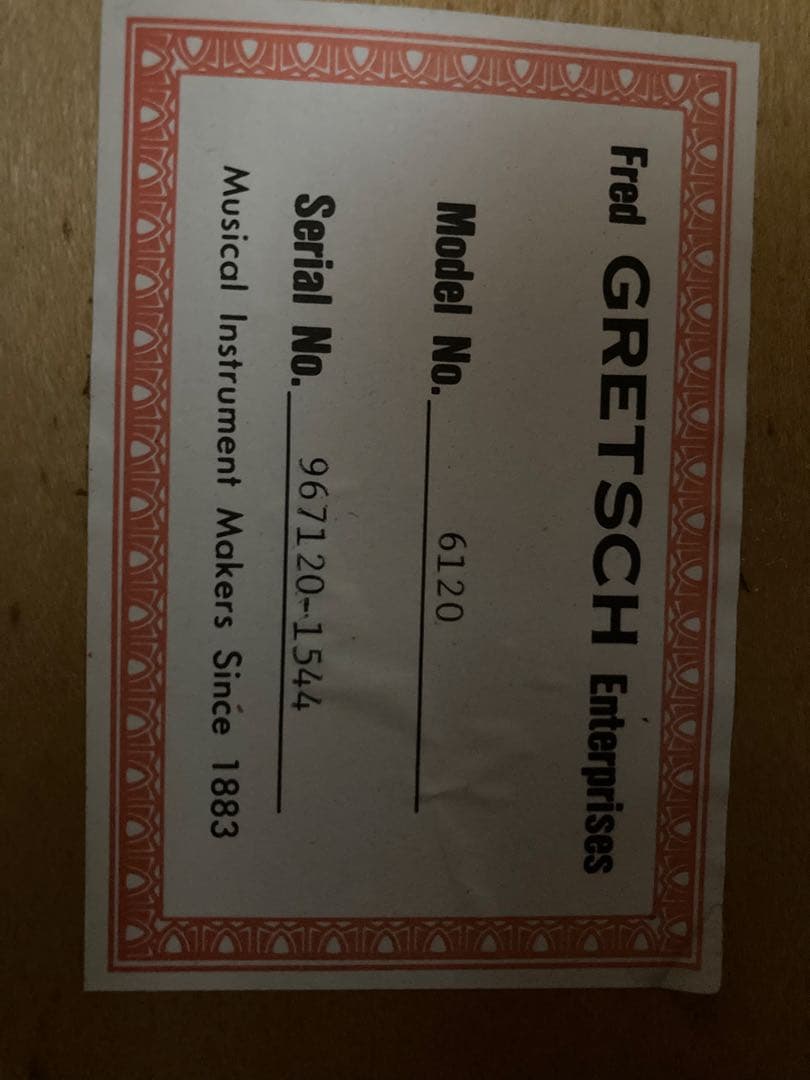 Fred GRETSCH Enterprises
Model No. 6120
Serial No. 967120-1544
Musical Instrument Makers Since 1883